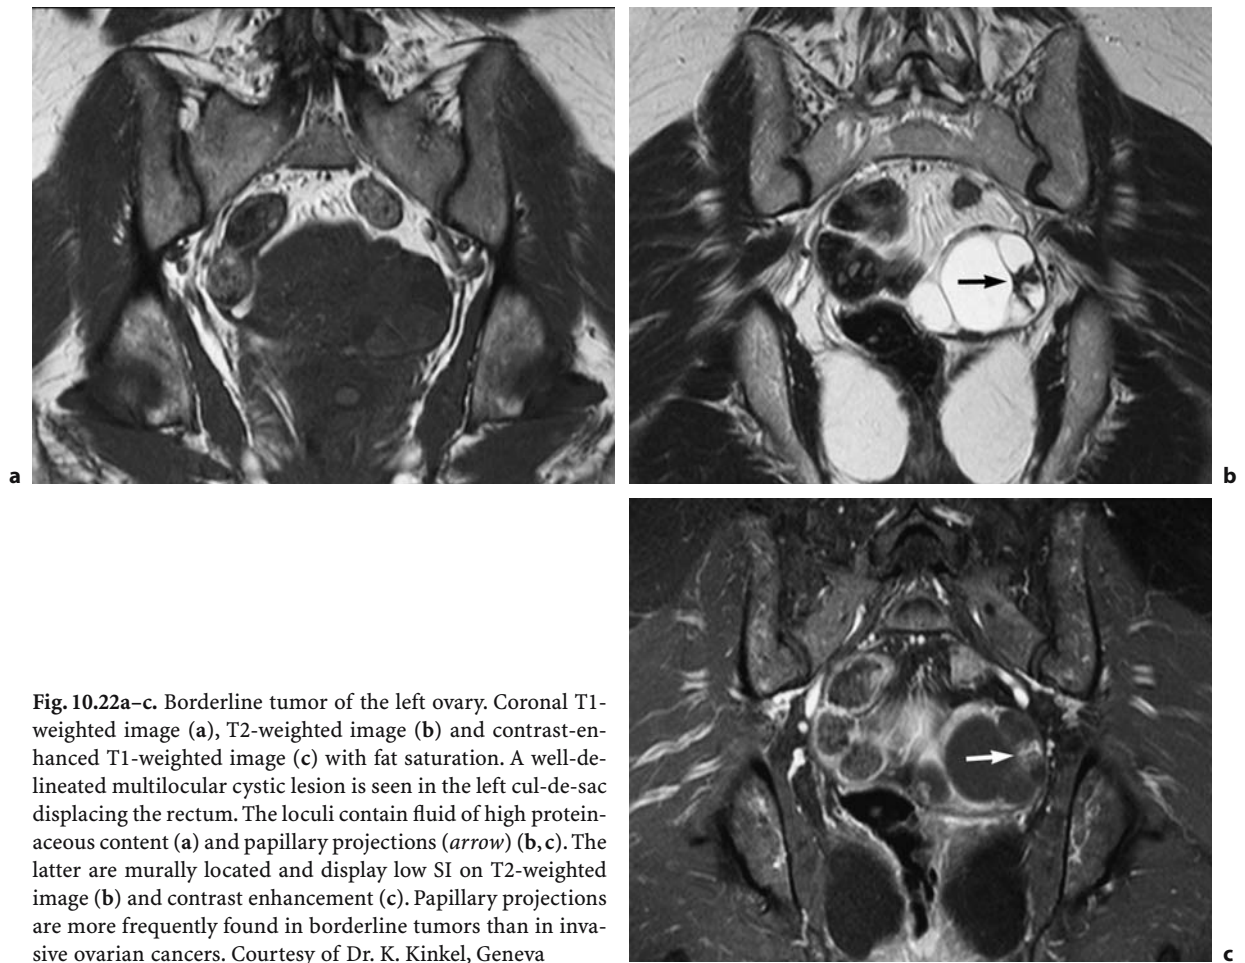 a
b
Fig. 10.22a–c. Borderline tumor of the left ovary. Coronal T1-
weighted image (a), T2-weighted image (b) and contrast-en-
hanced T1-weighted image (c) with fat saturation. A well-de-
lineated multilocular cystic lesion is seen in the left cul-de-sac
displacing the rectum. The loculi contain fluid of high protein-
aceous content (a) and papillary projections (arrow) (b, c). The
latter are murally located and display low SI on T2-weighted
image (b) and contrast enhancement (c). Papillary projections
are more frequently found in borderline tumors than in inva-
sive ovarian cancers. Courtesy of Dr. K. Kinkel, Geneva
c